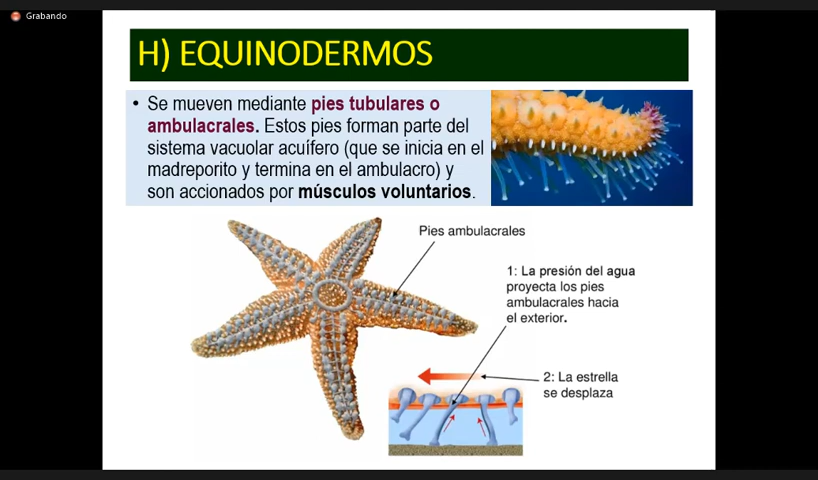 Grabando
H) EQUINODERMOS
• Se mueven mediante pies tubulares o
ambulacrales. Estos pies forman parte del
sistema vacuolar acuífero (que se inicia en el
madreporito y termina en el ambulacro) y
son accionados por músculos voluntarios.
Pies ambulacrales
1: La presión del agua
proyecta los pies
ambulacrales hacia
el exterior.
2: La estrella
se desplaza